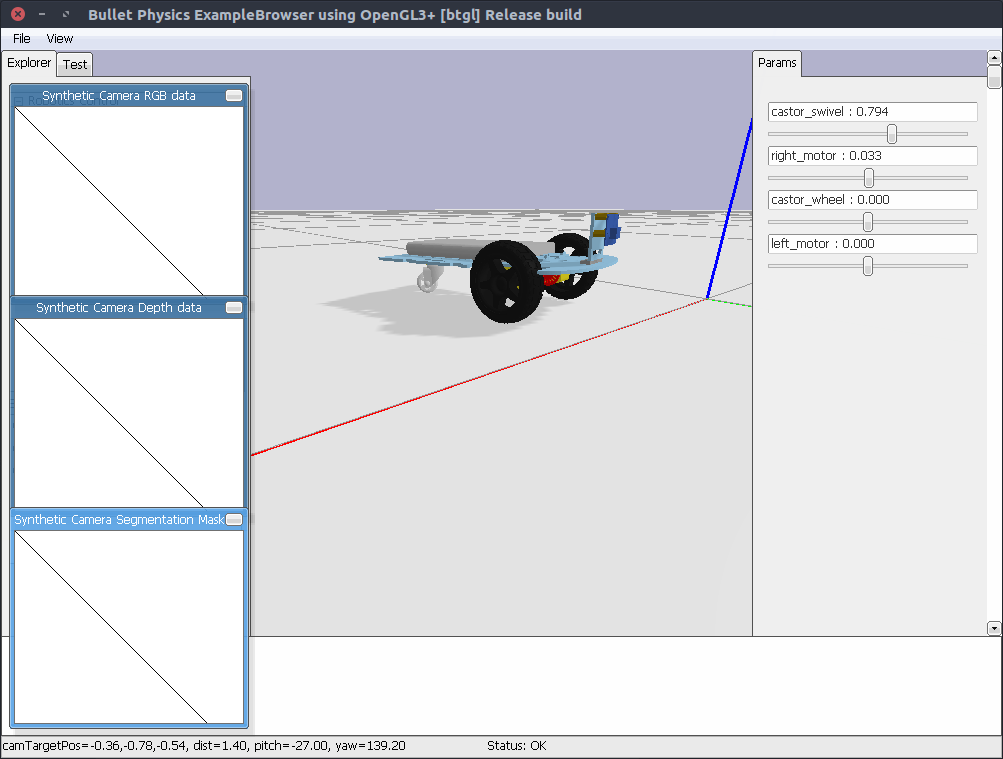 Bullet Physics ExampleBrowser using OpenGL3+ [btgl] Release build
File View
Explorer Test
Synthetic Camera RGB data
Synthetic Camera Depth data
Synthetic Camera Segmentation Mask
Params
castor_swivel : 0.794
right_motor : 0.033
castor_wheel : 0.000
left_motor : 0.000
camTargetPos=-0.36,-0.78,-0.54, dist=1.40, pitch=-27.00, yaw=139.20 Status: OK